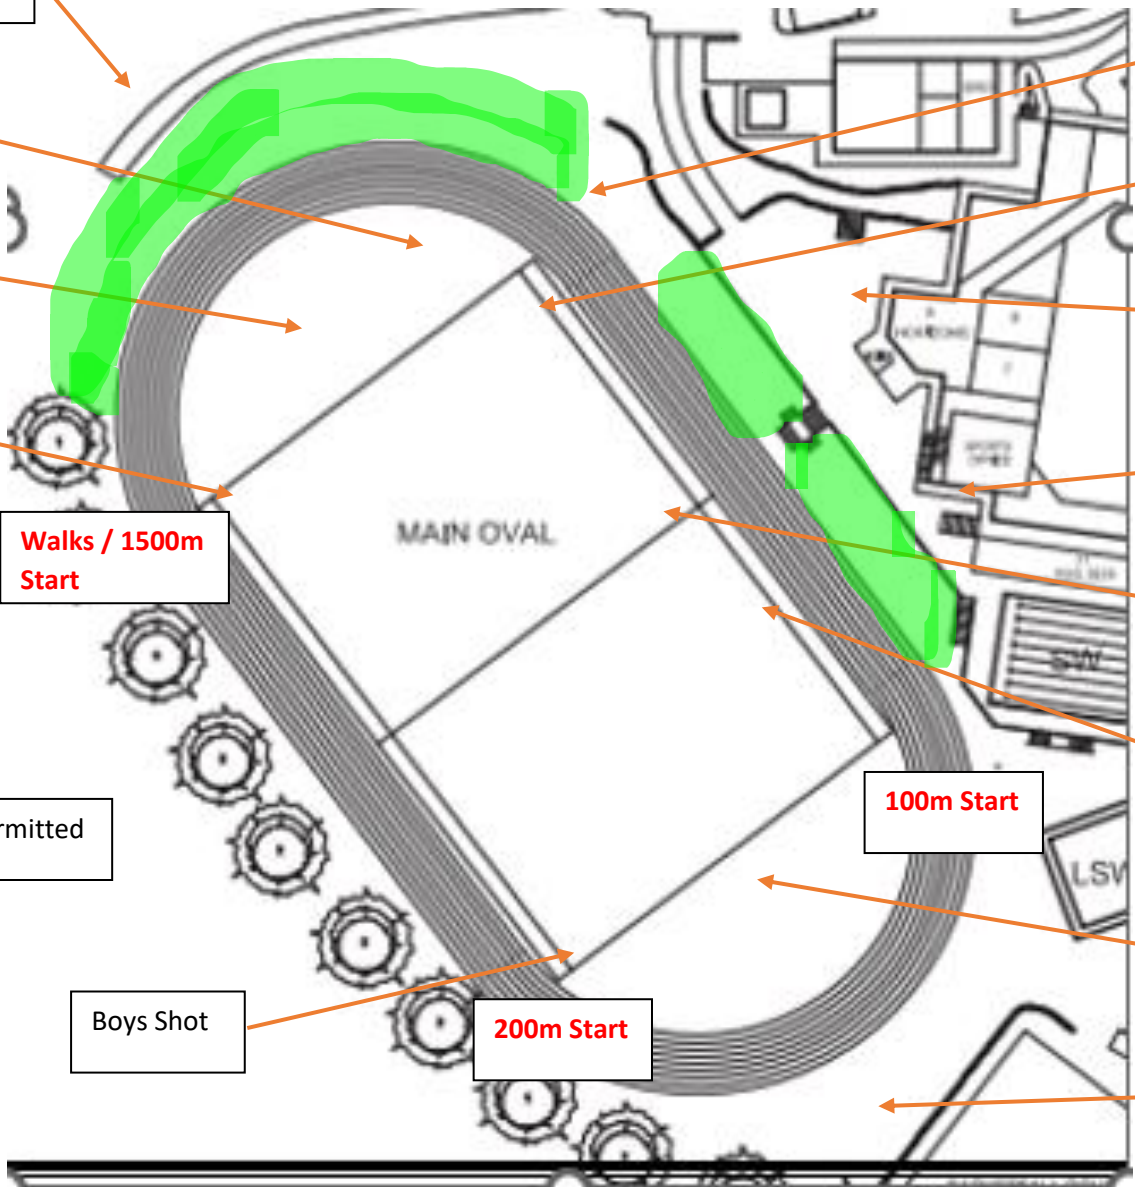 MAIN OVAL
Walks / 1500m
Start
SW
100m Start
rmitted
LSW
Boys Shot
200m Start